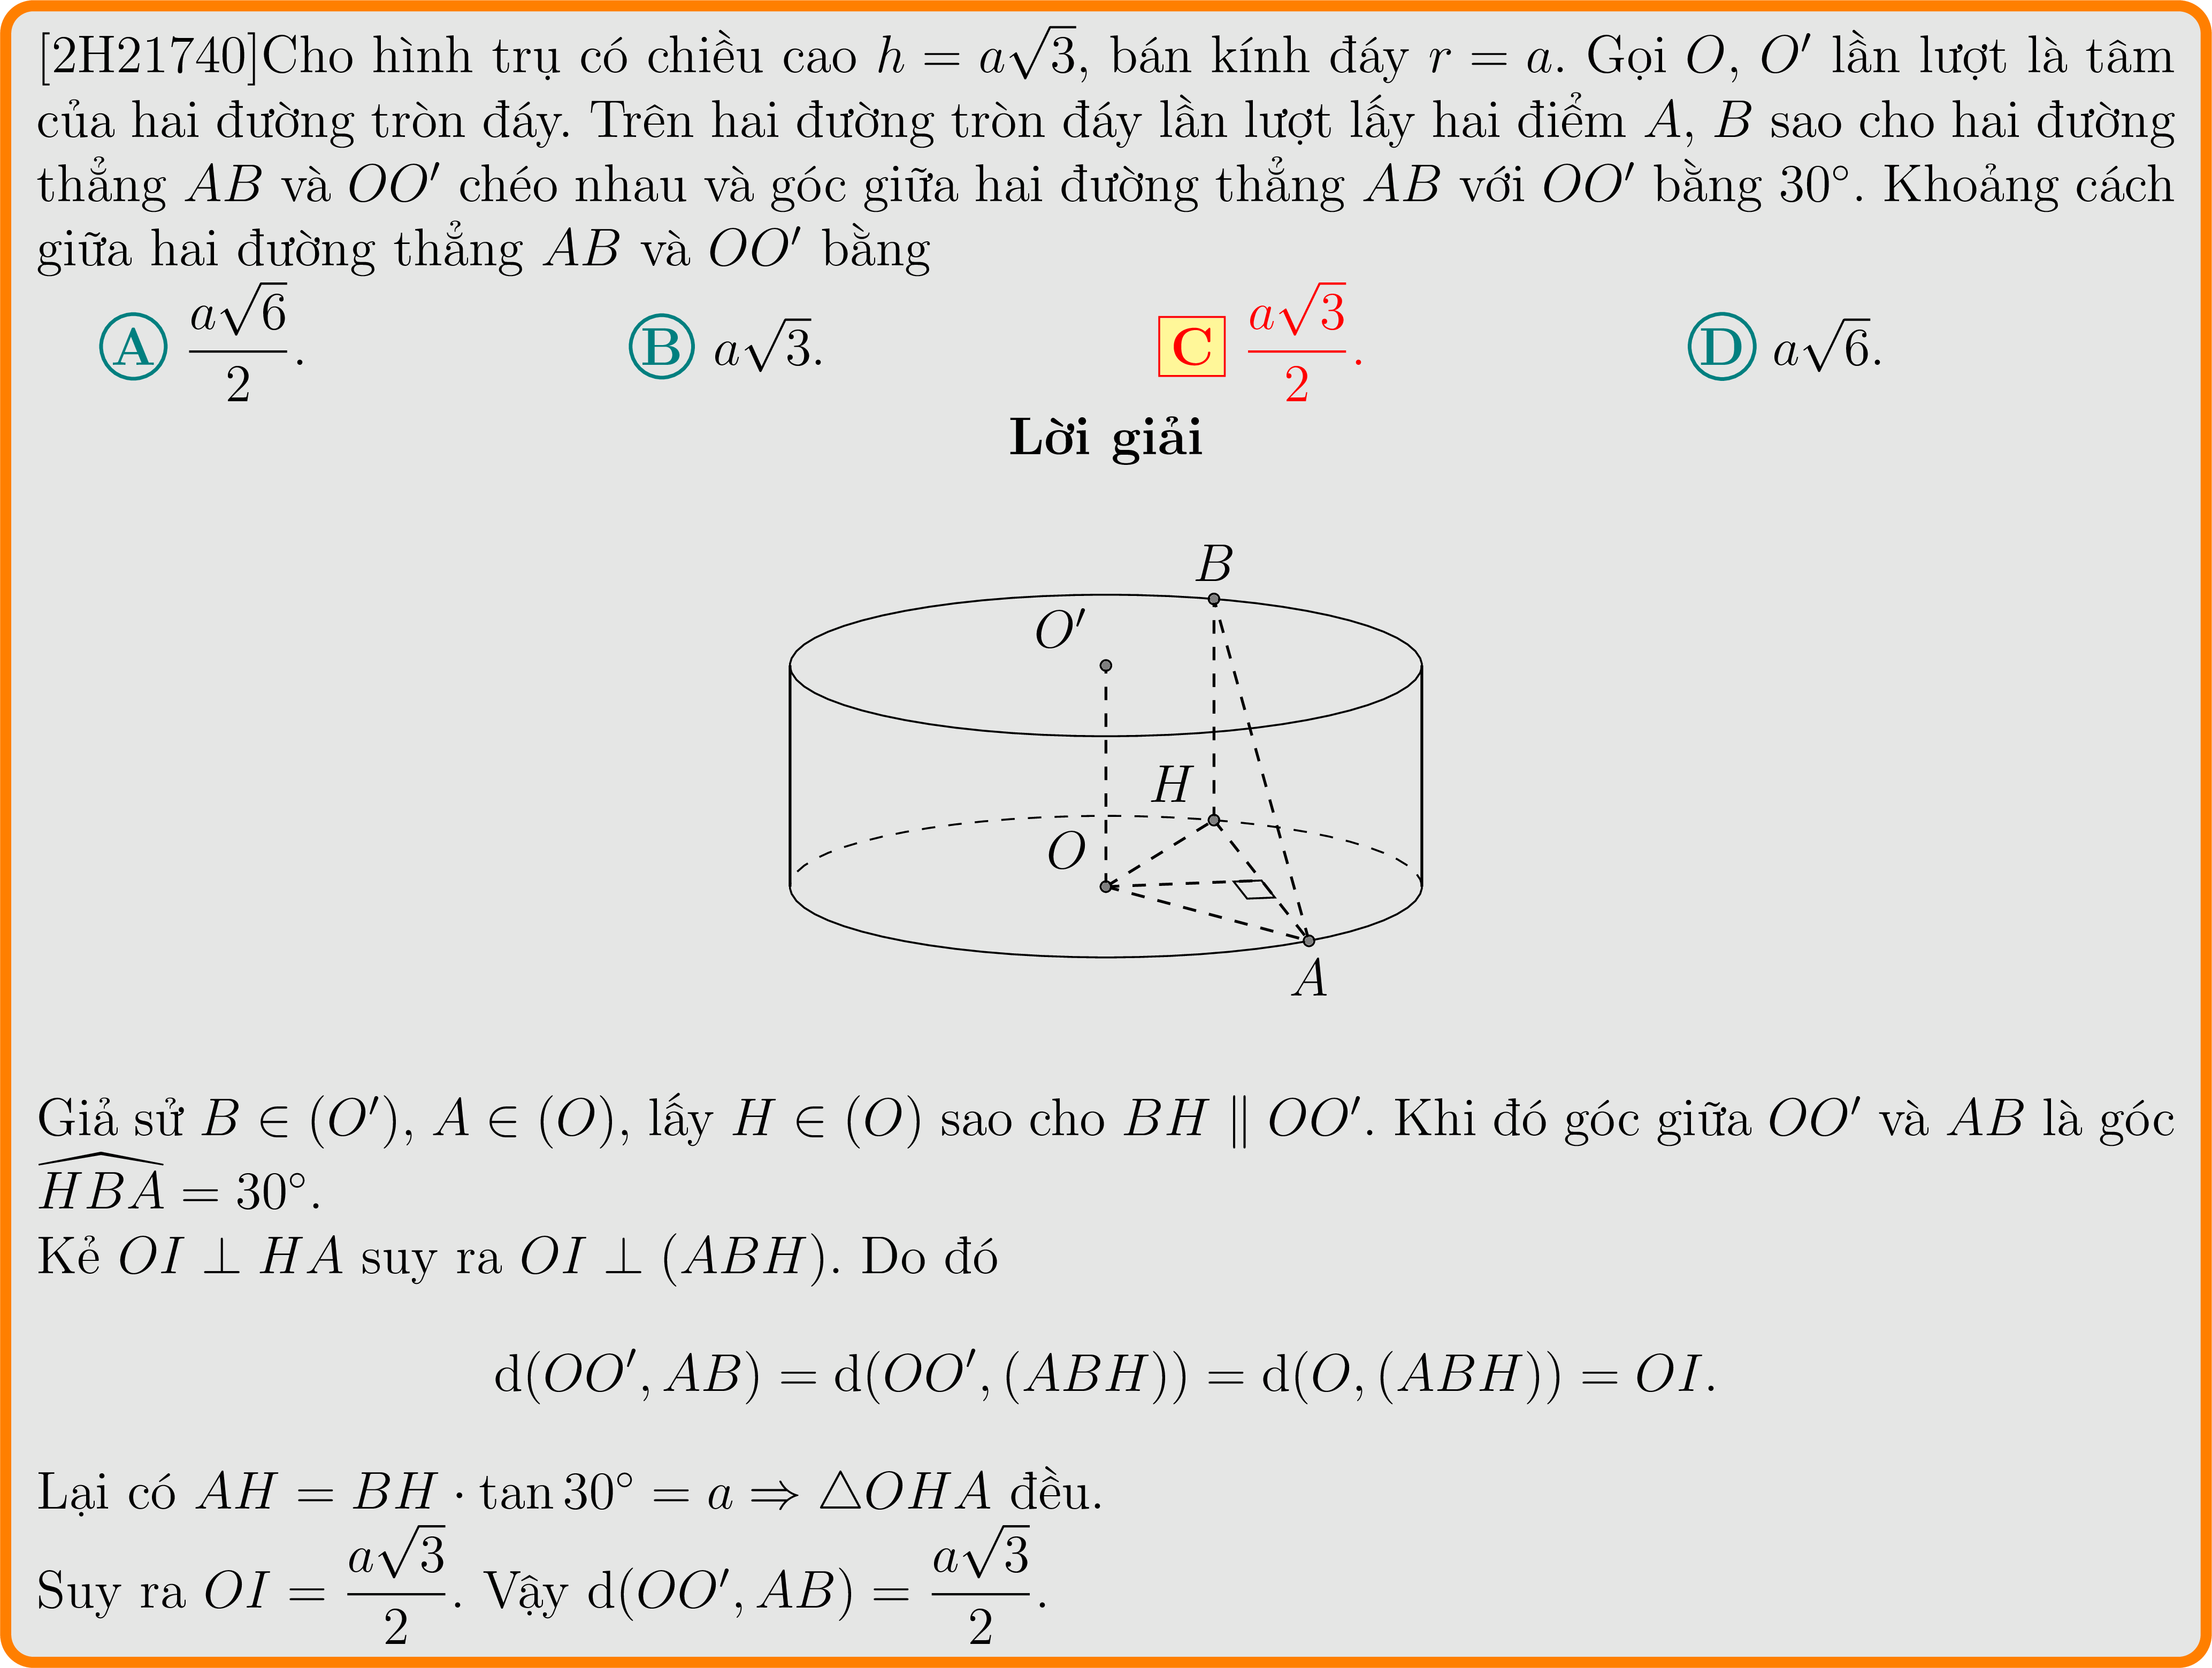 [2H21740]Cho hình trụ có chiều cao $h = a\sqrt{3}$, bán kính đáy $r = a$. Gọi $O$, $O'$ lần lượt là tâm
của hai đường tròn đáy. Trên hai đường tròn đáy lần lượt lấy hai điểm $A$, $B$ sao cho hai đường
thẳng $AB$ và $OO'$ chéo nhau và góc giữa hai đường thẳng $AB$ với $OO'$ bằng $30^\circ$. Khoảng cách
giữa hai đường thẳng $AB$ và $OO'$ bằng
A $\dfrac{a\sqrt{6}}{2}$. B $a\sqrt{3}$. C $\dfrac{a\sqrt{3}}{2}$. D $a\sqrt{6}$.
Lời giải
B
O′
H
O
A
Giả sử $B \in (O')$, $A \in (O)$, lấy $H \in (O)$ sao cho $BH \parallel OO'$. Khi đó góc giữa $OO'$ và $AB$ là góc
$\widehat{HBA} = 30^\circ$.
Kẻ $OI \perp HA$ suy ra $OI \perp (ABH)$. Do đó
$\mathrm{d}(OO', AB) = \mathrm{d}(OO', (ABH)) = \mathrm{d}(O, (ABH)) = OI.$
Lại có $AH = BH \cdot \tan 30^\circ = a \Rightarrow \triangle OHA$ đều.
Suy ra $OI = \dfrac{a\sqrt{3}}{2}$. Vậy $\mathrm{d}(OO', AB) = \dfrac{a\sqrt{3}}{2}$.